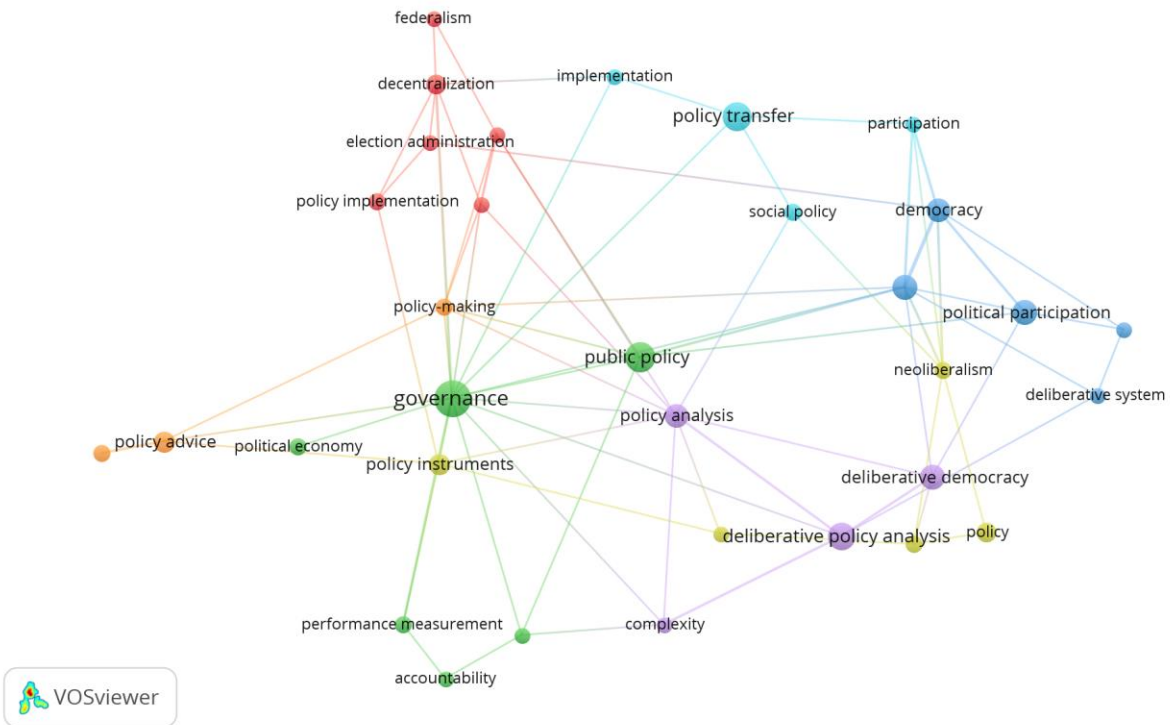 federalism
decentralization
implementation
policy transfer
participation
election administration
policy implementation
social policy
democracy
policy-making
political participation
public policy
neoliberalism
governance
deliberative system
policy analysis
policy advice
political economy
policy instruments
deliberative democracy
deliberative policy analysis
policy
performance measurement
complexity
accountability
VOSviewer